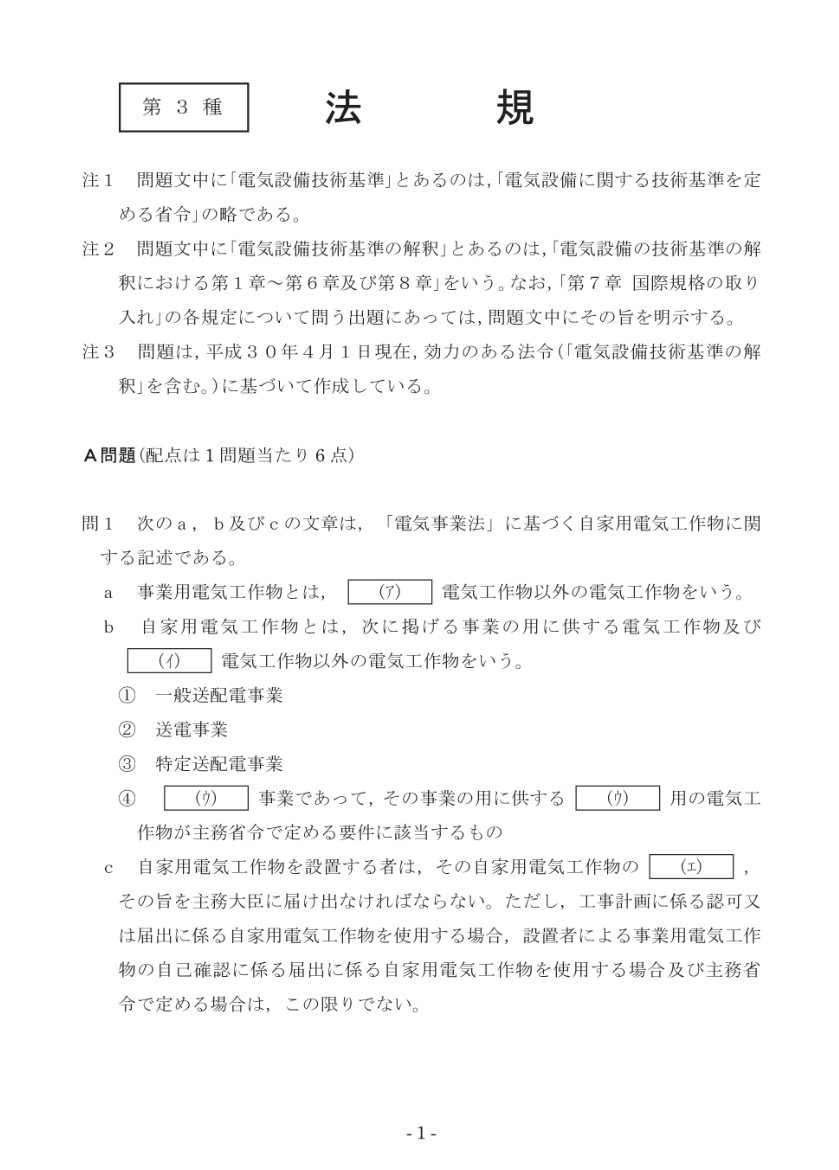 第 ３ 種　法　規
注１　問題文中に「電気設備技術基準」とあるのは，「電気設備に関する技術基準を定
める省令」の略である。
注２　問題文中に「電気設備技術基準の解釈」とあるのは，「電気設備の技術基準の解
釈における第１章～第６章及び第８章」をいう。なお，「第７章 国際規格の取り
入れ」の各規定について問う出題にあっては，問題文中にその旨を明示する。
注３　問題は，平成３０年４月１日現在，効力のある法令（「電気設備技術基準の解
釈」を含む。）に基づいて作成している。
Ａ問題（配点は１問題当たり６点）
問１　次のａ，ｂ及びｃの文章は，「電気事業法」に基づく自家用電気工作物に関
する記述である。
ａ　事業用電気工作物とは，(ア)電気工作物以外の電気工作物をいう。
ｂ　自家用電気工作物とは，次に掲げる事業の用に供する電気工作物及び
(イ)電気工作物以外の電気工作物をいう。
①　一般送配電事業
②　送電事業
③　特定送配電事業
④　(ウ)事業であって，その事業の用に供する(ウ)用の電気工
作物が主務省令で定める要件に該当するもの
ｃ　自家用電気工作物を設置する者は，その自家用電気工作物の(エ)，
その旨を主務大臣に届け出なければならない。ただし，工事計画に係る認可又
は届出に係る自家用電気工作物を使用する場合，設置者による事業用電気工作
物の自己確認に係る届出に係る自家用電気工作物を使用する場合及び主務省
令で定める場合は，この限りでない。
- 1 -